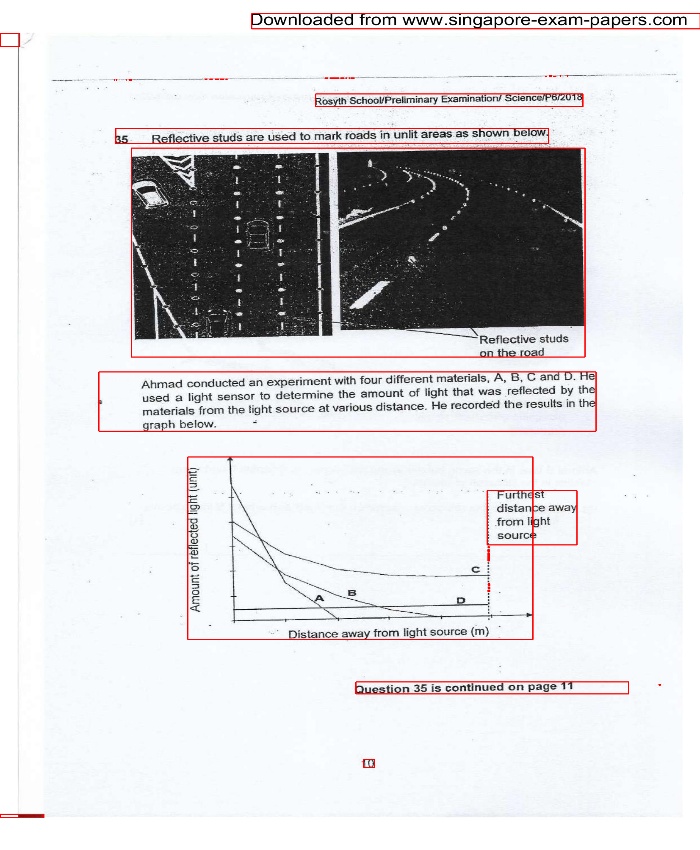 Downloaded from www.singapore-exam-papers.com
Rosyth School/Preliminary Examination/ Science/P6/2018
35 Reflective studs are used to mark roads in unlit areas as shown below.
Reflective studs
on the road
Ahmad conducted an experiment with four different materials, A, B, C and D. He
used a light sensor to determine the amount of light that was reflected by the
materials from the light source at various distance. He recorded the results in the
graph below.
Amount of reflected light (unit)
Furthest
distance away
from light
source
C
B
A
D
Distance away from light source (m)
Question 35 is continued on page 11
10